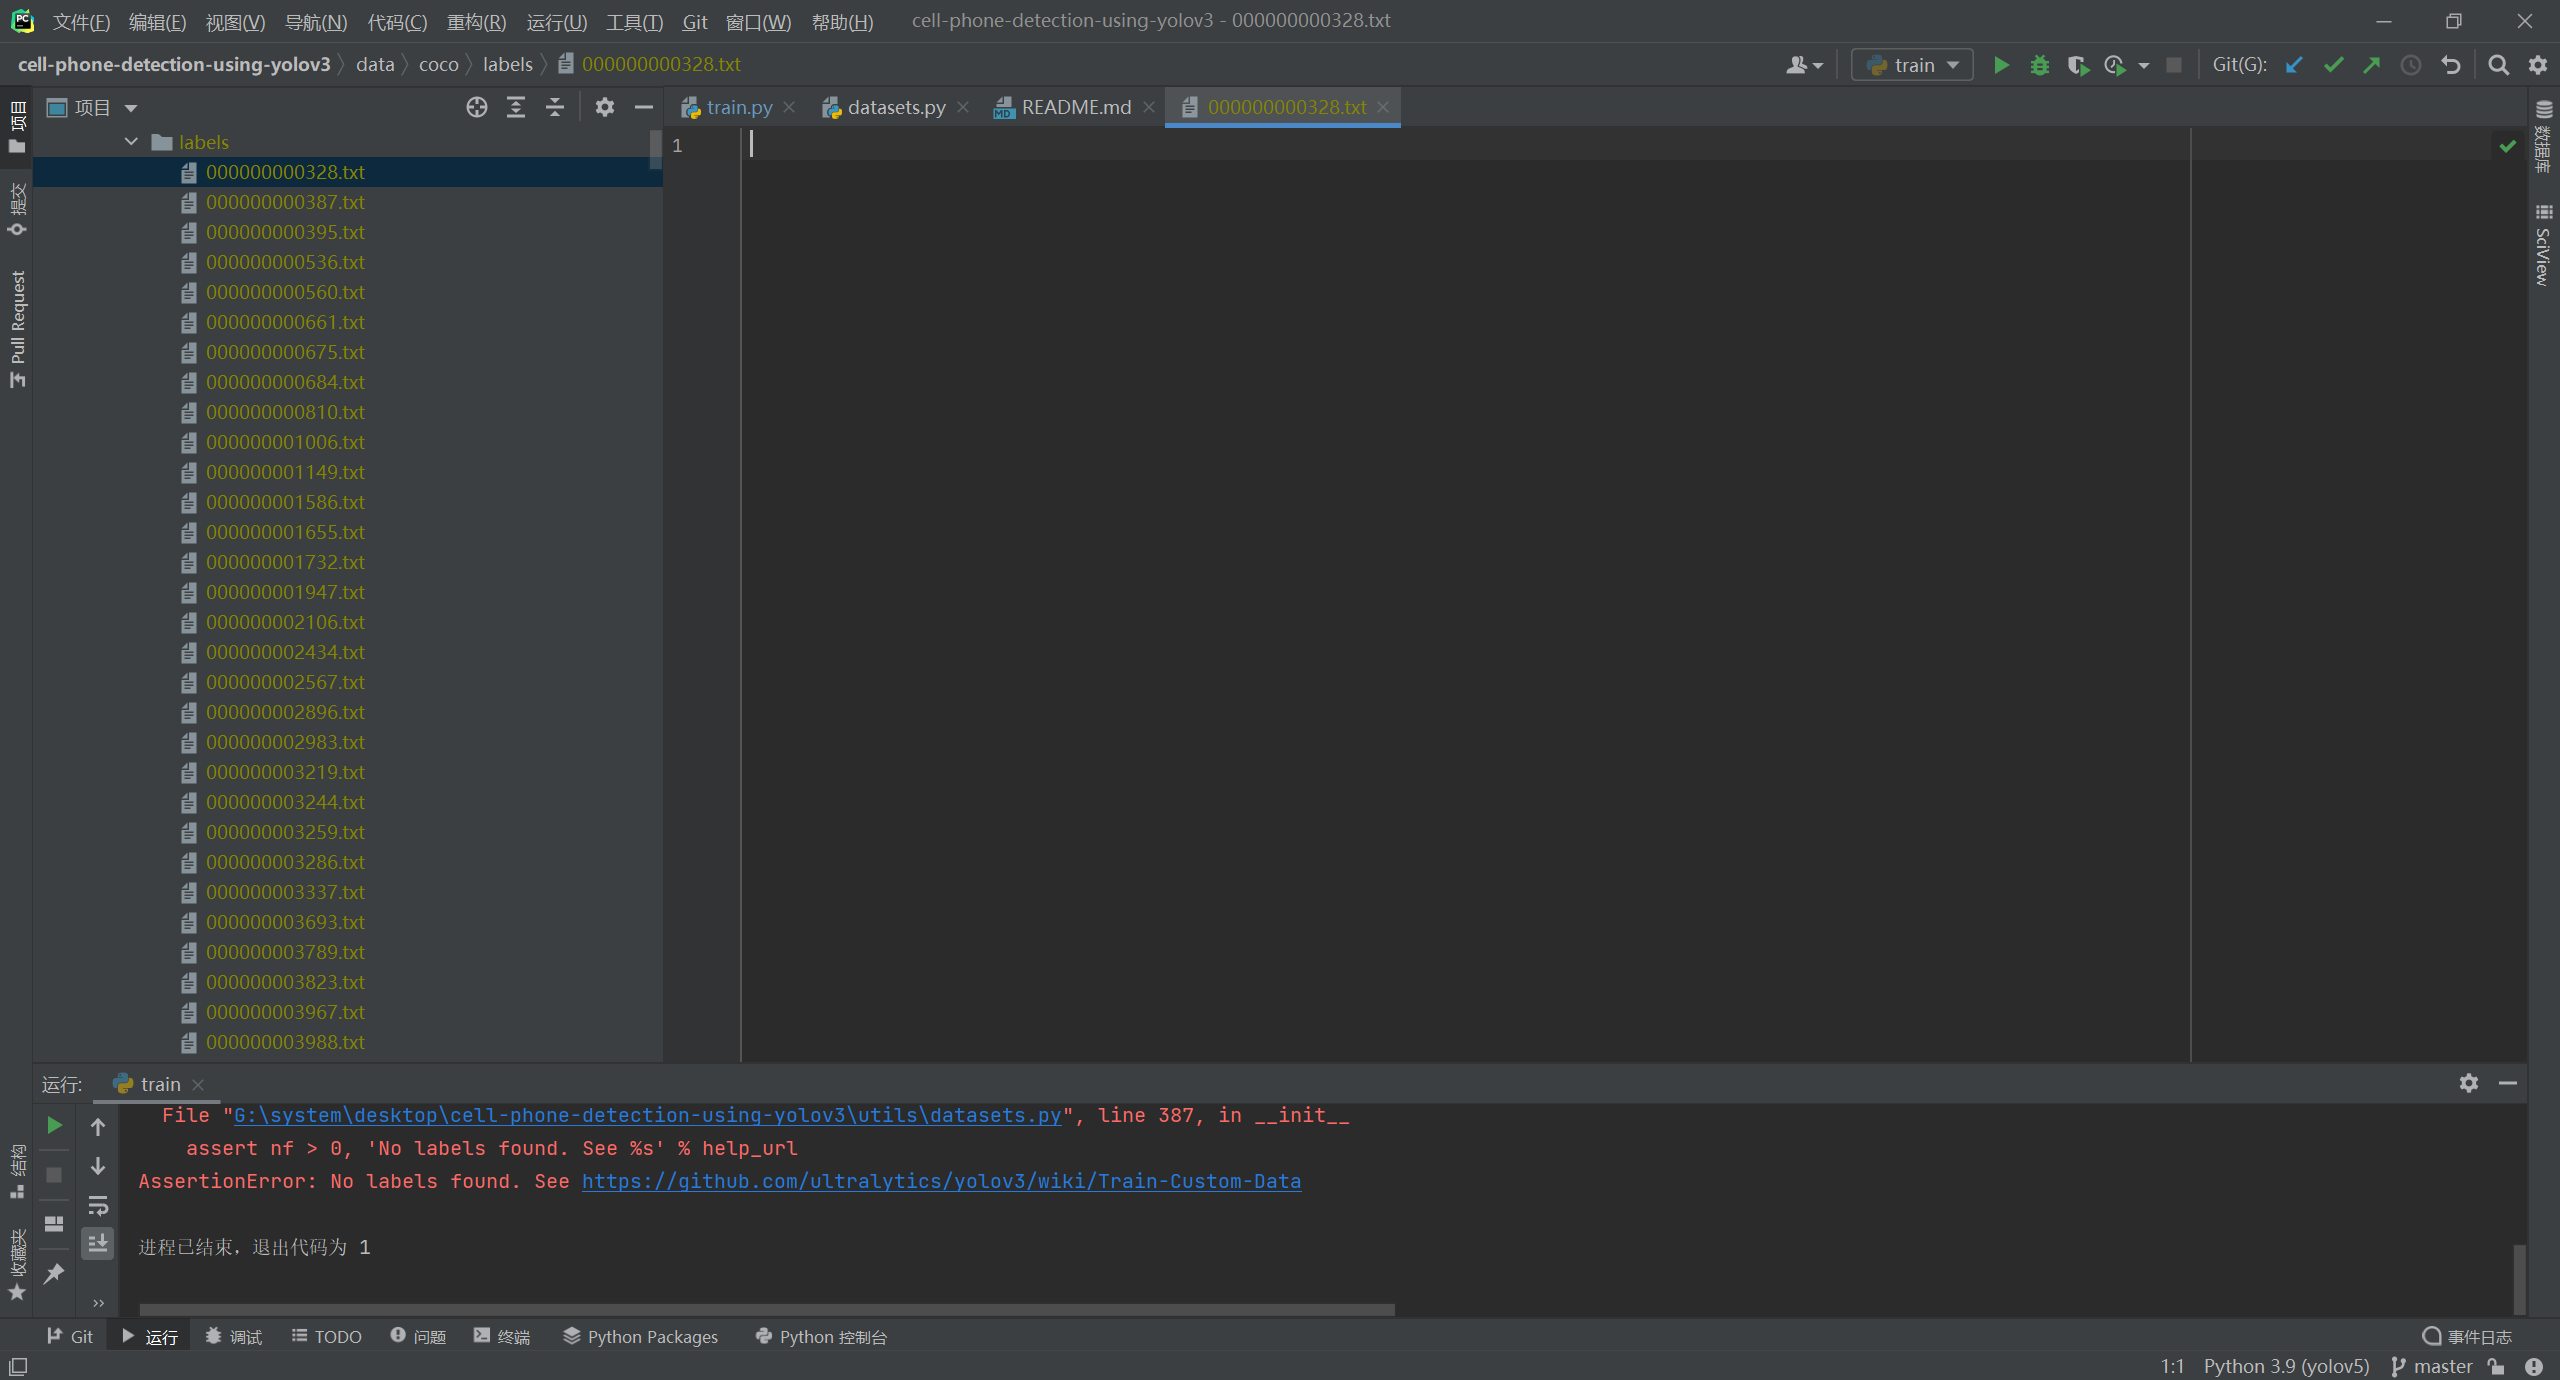 文件(F) 编辑(E) 视图(V) 导航(N) 代码(C) 重构(R) 运行(U) 工具(T) Git 窗口(W) 帮助(H) cell-phone-detection-using-yolov3 - 000000000328.txt
cell-phone-detection-using-yolov3 〉 data 〉 coco 〉 labels 〉 000000000328.txt
train Git(G):
项目
train.py
datasets.py
README.md
000000000328.txt
项目
提交
Pull Request
结构
收藏夹
labels
000000000328.txt
000000000387.txt
000000000395.txt
000000000536.txt
000000000560.txt
000000000661.txt
000000000675.txt
000000000684.txt
000000000810.txt
000000001006.txt
000000001149.txt
000000001586.txt
000000001655.txt
000000001732.txt
000000001947.txt
000000002106.txt
000000002434.txt
000000002567.txt
000000002896.txt
000000002983.txt
000000003219.txt
000000003244.txt
000000003259.txt
000000003286.txt
000000003337.txt
000000003693.txt
000000003789.txt
000000003823.txt
000000003967.txt
000000003988.txt
1
数据库
SciView
运行: train
File "G:\system\desktop\cell-phone-detection-using-yolov3\utils\datasets.py", line 387, in __init__
assert nf > 0, 'No labels found. See %s' % help_url
AssertionError: No labels found. See https://github.com/ultralytics/yolov3/wiki/Train-Custom-Data
进程已结束，退出代码为 1
Git 运行 调试 TODO 问题 终端 Python Packages Python 控制台 事件日志
1:1 Python 3.9 (yolov5) master